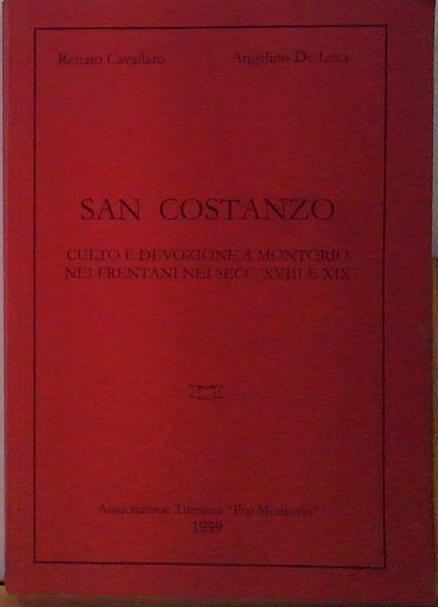 Renato Cavallaro Angelino De Luca
SAN COSTANZO
CULTO E DEVOZIONE A MONTORIO
NEI FRENTANI NEI SECC. XVIII E XIX
Associazione Turistica "Pro Montorio"
1999